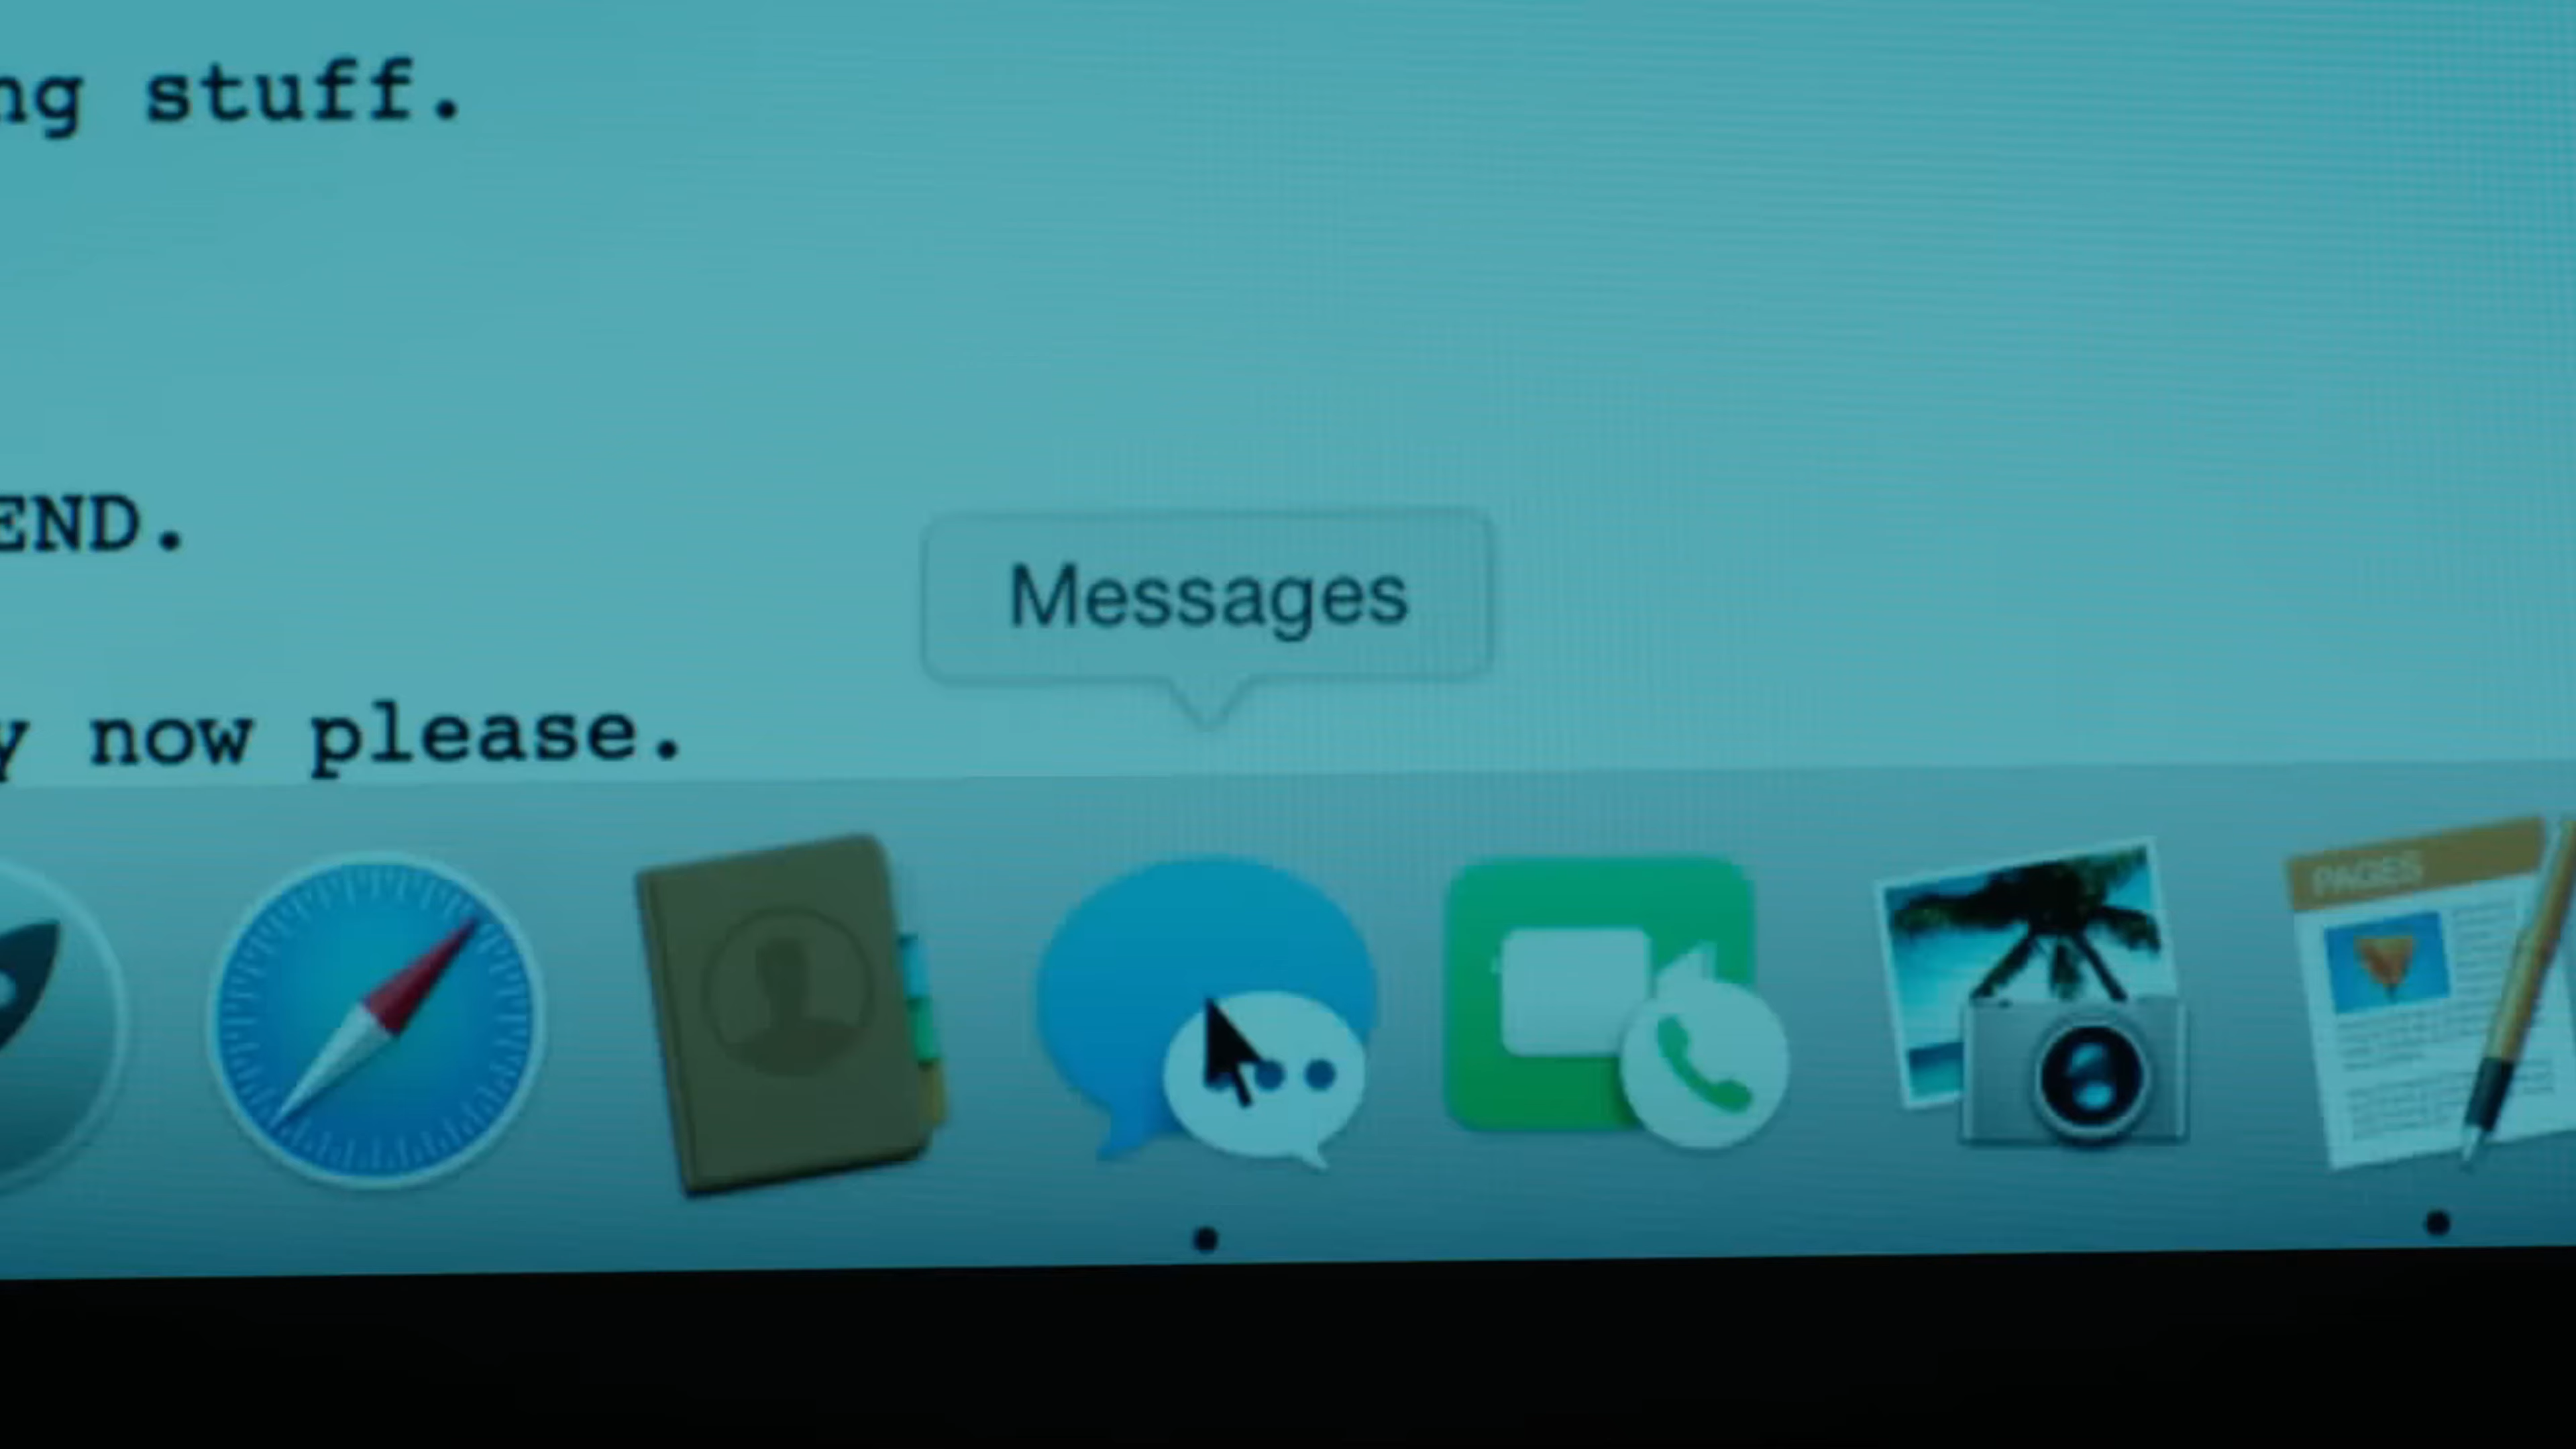 ng stuff.
END.
Messages
y now please.
PAGES